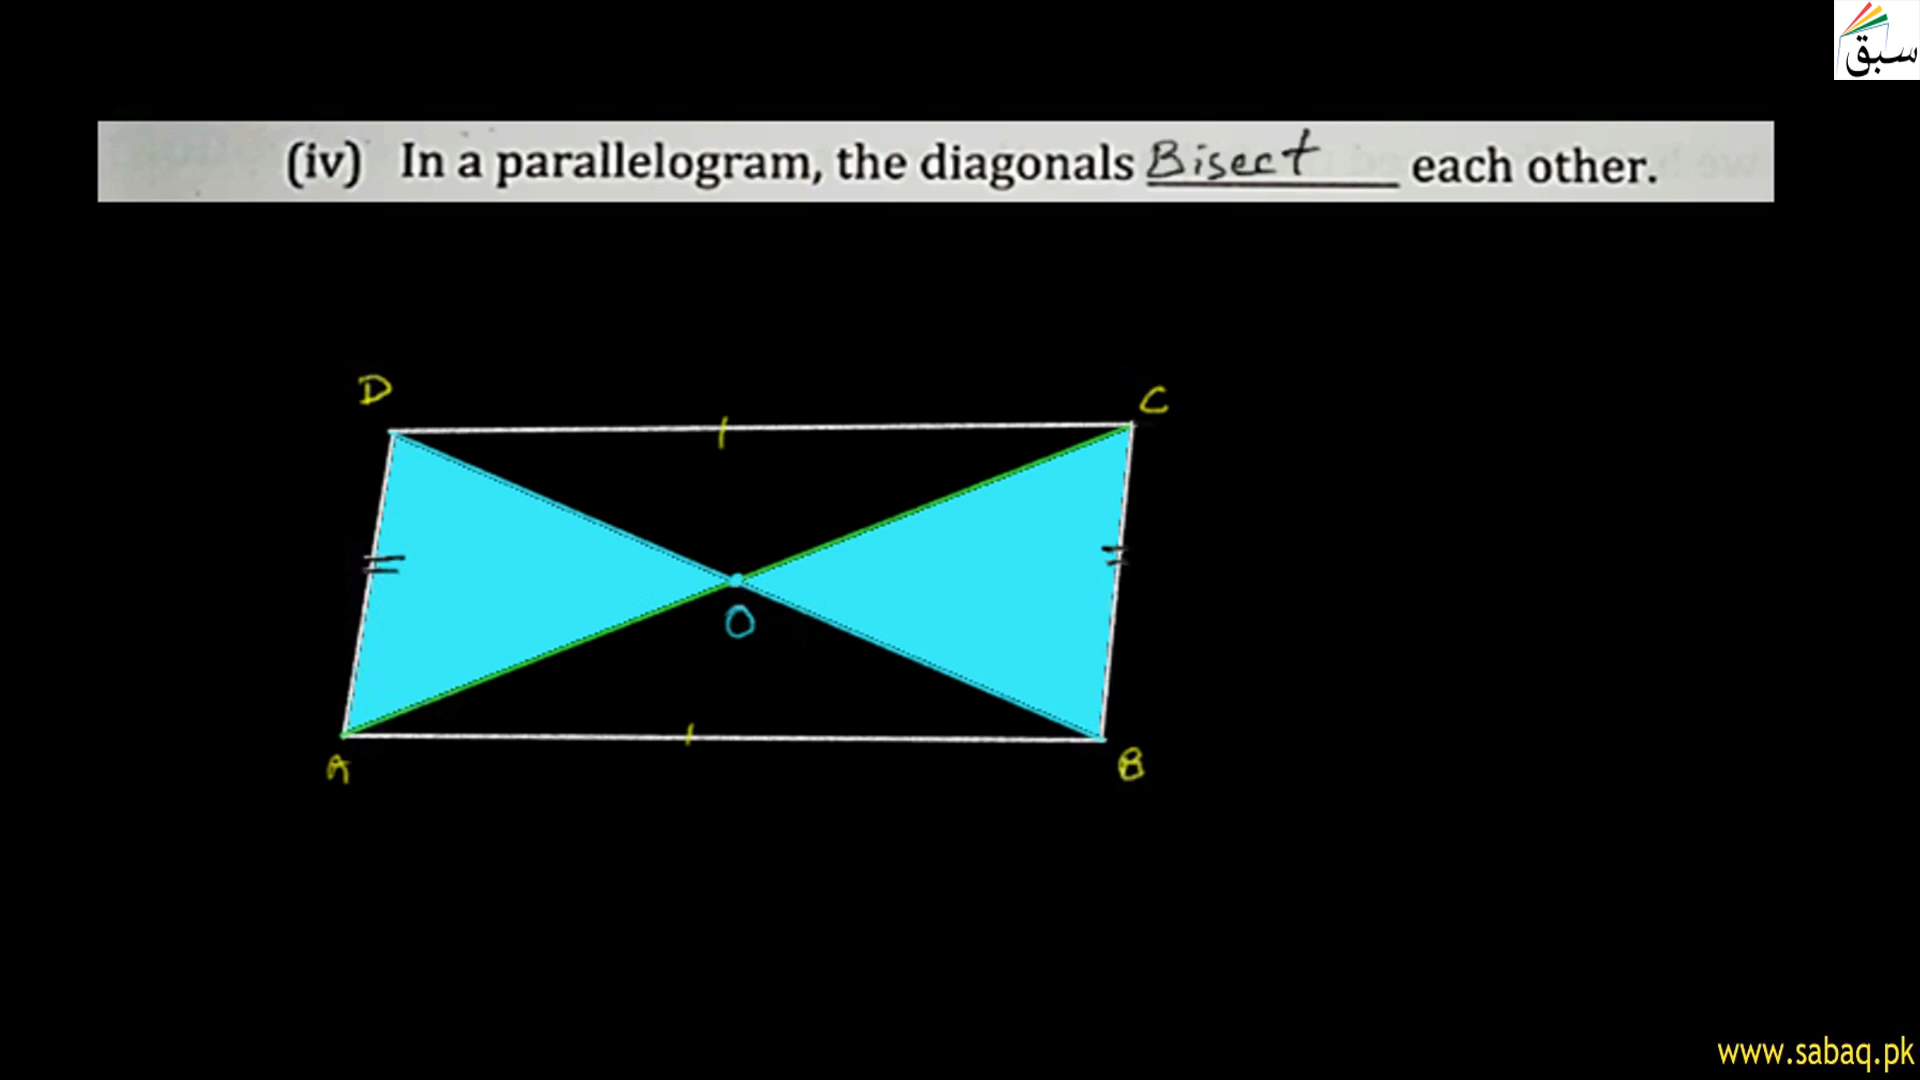 سبق
(iv) In a parallelogram, the diagonals Bisect each other.
D
C
O
A
B
www.sabaq.pk